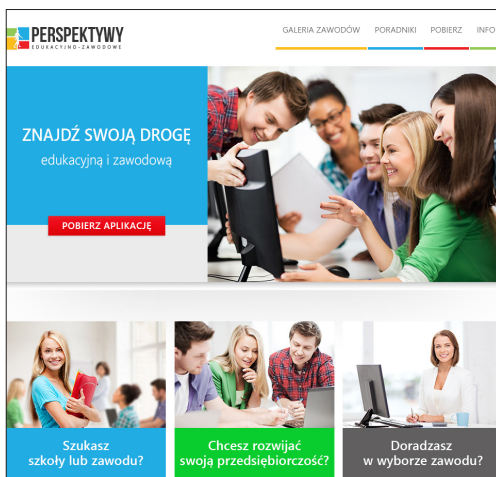 PERSPEKTYWY
EDUKACYJNO-ZAWODOWE
GALERIA ZAWODÓW PORADNIKI POBIERZ INFO
ZNAJDŹ SWOJĄ DROGĘ
edukacyjną i zawodową
POBIERZ APLIKACJĘ
Szukasz
szkoły lub zawodu?
Chcesz rozwijać
swoją przedsiębiorczość?
Doradzasz
w wyborze zawodu?